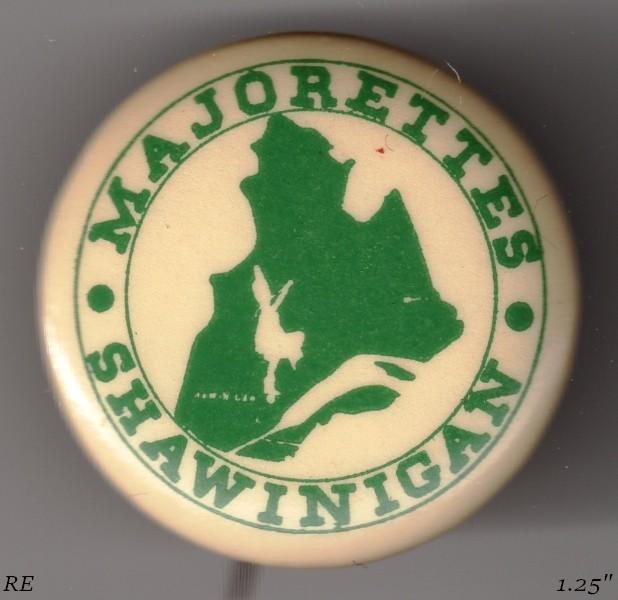 MAJORETTES
SHAWINIGAN
RE
1.25"